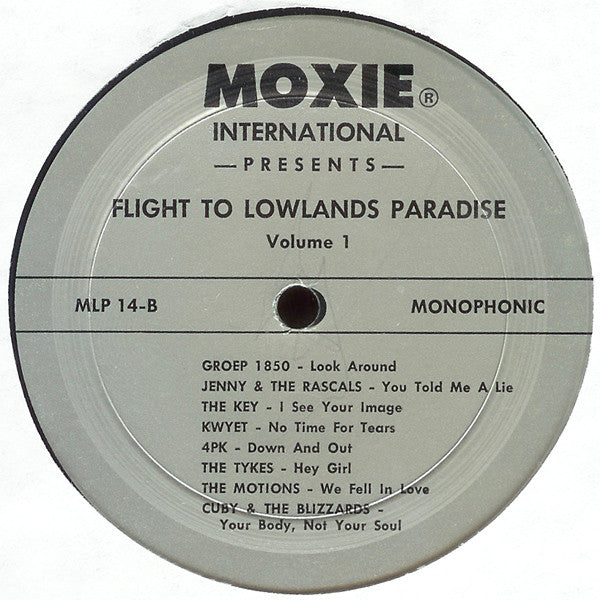 MOXIE®
INTERNATIONAL
—PRESENTS—
FLIGHT TO LOWLANDS PARADISE
Volume 1
MLP 14-B
MONOPHONIC
GROEP 1850 - Look Around
JENNY & THE RASCALS - You Told Me A Lie
THE KEY - I See Your Image
KWYET - No Time For Tears
4PK - Down And Out
THE TYKES - Hey Girl
THE MOTIONS - We Fell In Love
CUBY & THE BLIZZARDS -
Your Body, Not Your Soul